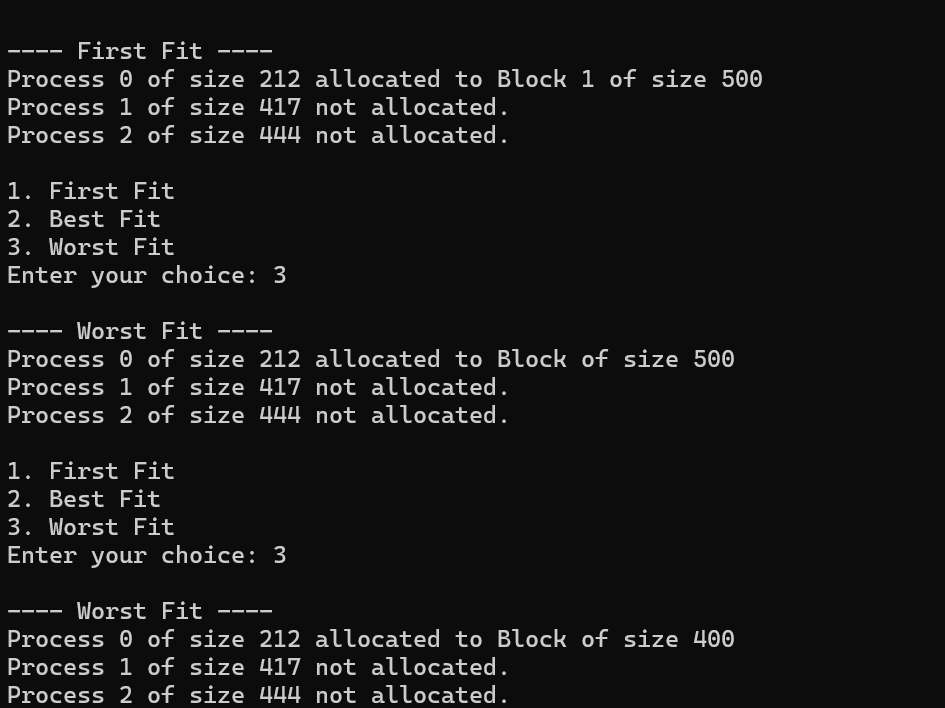 ---- First Fit ----
Process 0 of size 212 allocated to Block 1 of size 500
Process 1 of size 417 not allocated.
Process 2 of size 444 not allocated.
1. First Fit
2. Best Fit
3. Worst Fit
Enter your choice: 3
---- Worst Fit ----
Process 0 of size 212 allocated to Block of size 500
Process 1 of size 417 not allocated.
Process 2 of size 444 not allocated.
1. First Fit
2. Best Fit
3. Worst Fit
Enter your choice: 3
---- Worst Fit ----
Process 0 of size 212 allocated to Block of size 400
Process 1 of size 417 not allocated.
Process 2 of size 444 not allocated.